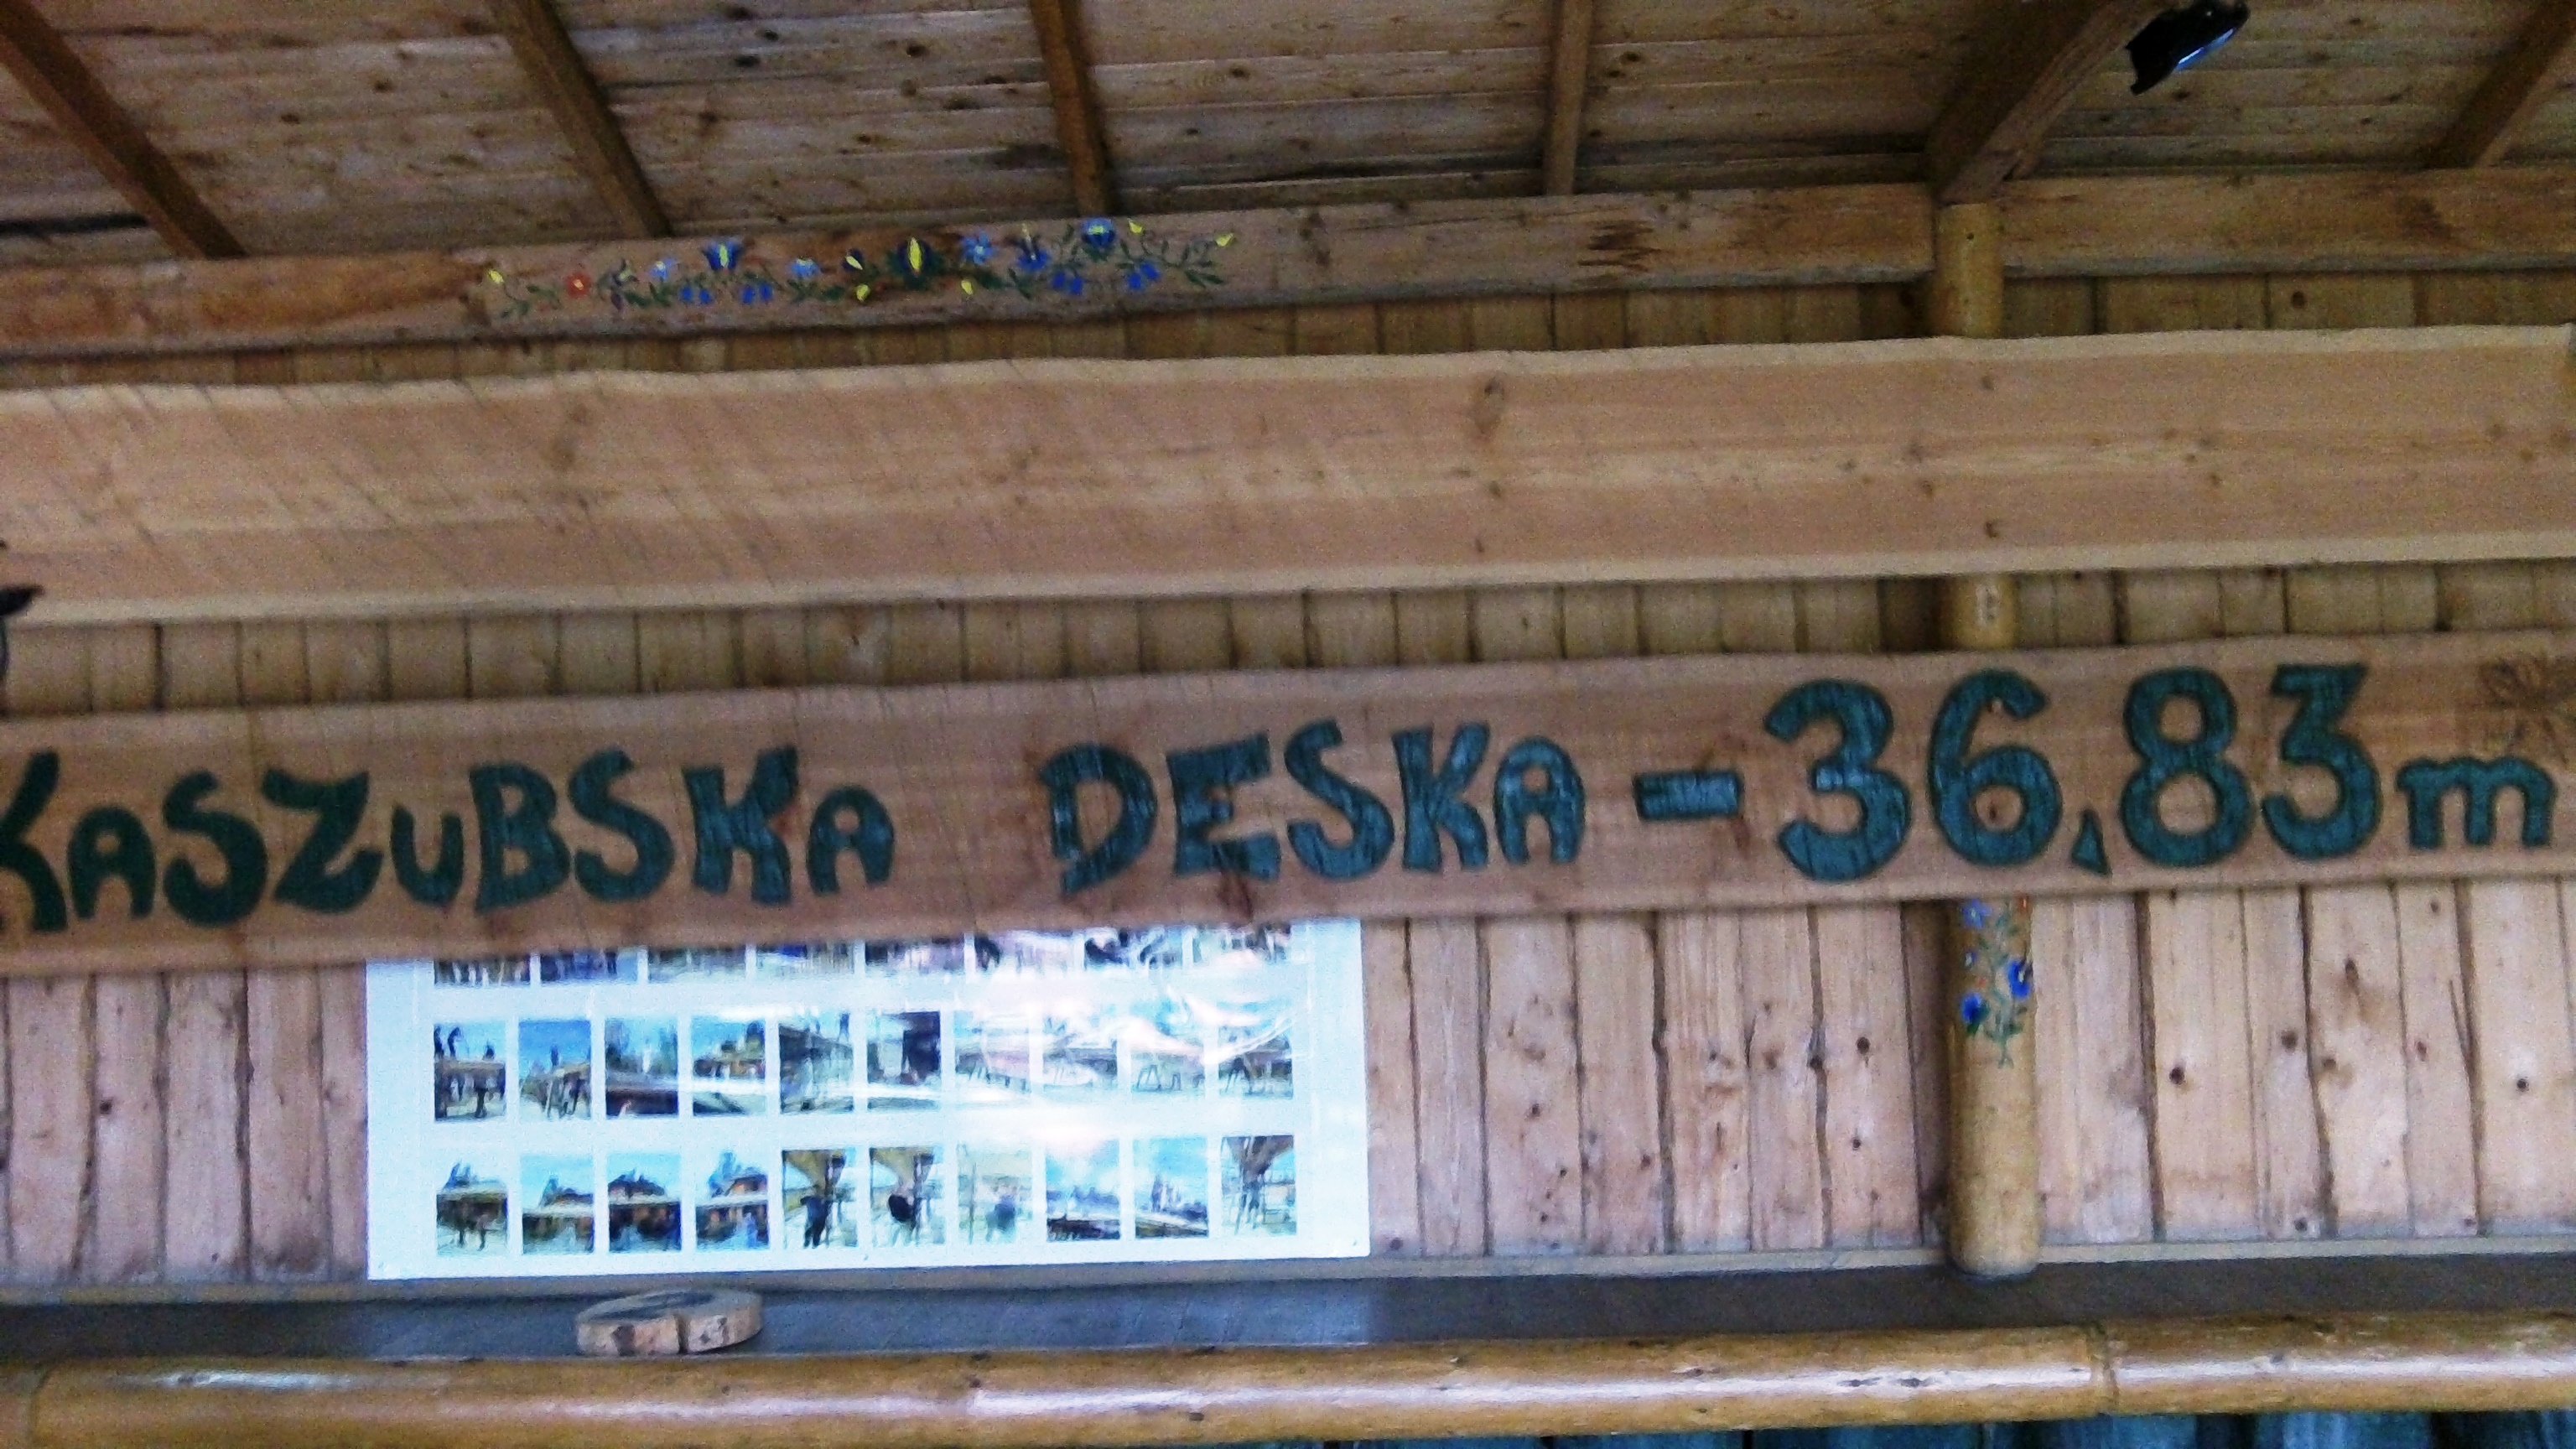 KASZuBSKa DESKa - 36,83m